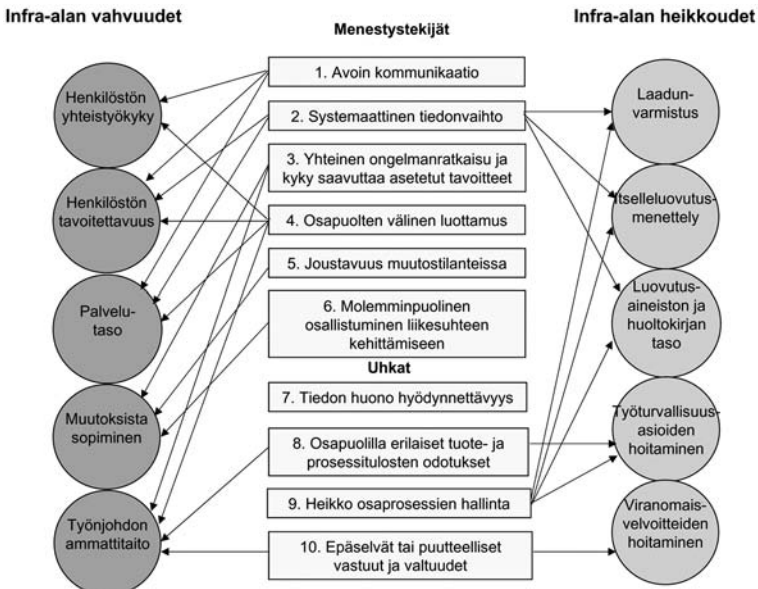 Infra-alan vahvuudet
Infra-alan heikkoudet
Menestystekijät
Henkilöstön
yhteistyökyky
Henkilöstön
tavoitettavuus
Palvelu-
taso
Muutoksista
sopiminen
Työnjohdon
ammattitaito
1. Avoin kommunikaatio
2. Systemaattinen tiedonvaihto
3. Yhteinen ongelmanratkaisu ja
kyky saavuttaa asetetut tavoitteet
4. Osapuolten välinen luottamus
5. Joustavuus muutostilanteissa
6. Molemminpuolinen
osallistuminen liikesuhteen
kehittämiseen
Uhkat
7. Tiedon huono hyödynnettävyys
8. Osapuolilla erilaiset tuote- ja
prosessitulosten odotukset
9. Heikko osaprosessien hallinta
10. Epäselvät tai puutteelliset
vastuut ja valtuudet
Laadun-
varmistus
Itselleluovutus-
menettely
Luovutus-
aineiston ja
huoltokirjan
taso
Työturvallisuus-
asioiden
hoitaminen
Viranomais-
velvoitteiden
hoitaminen